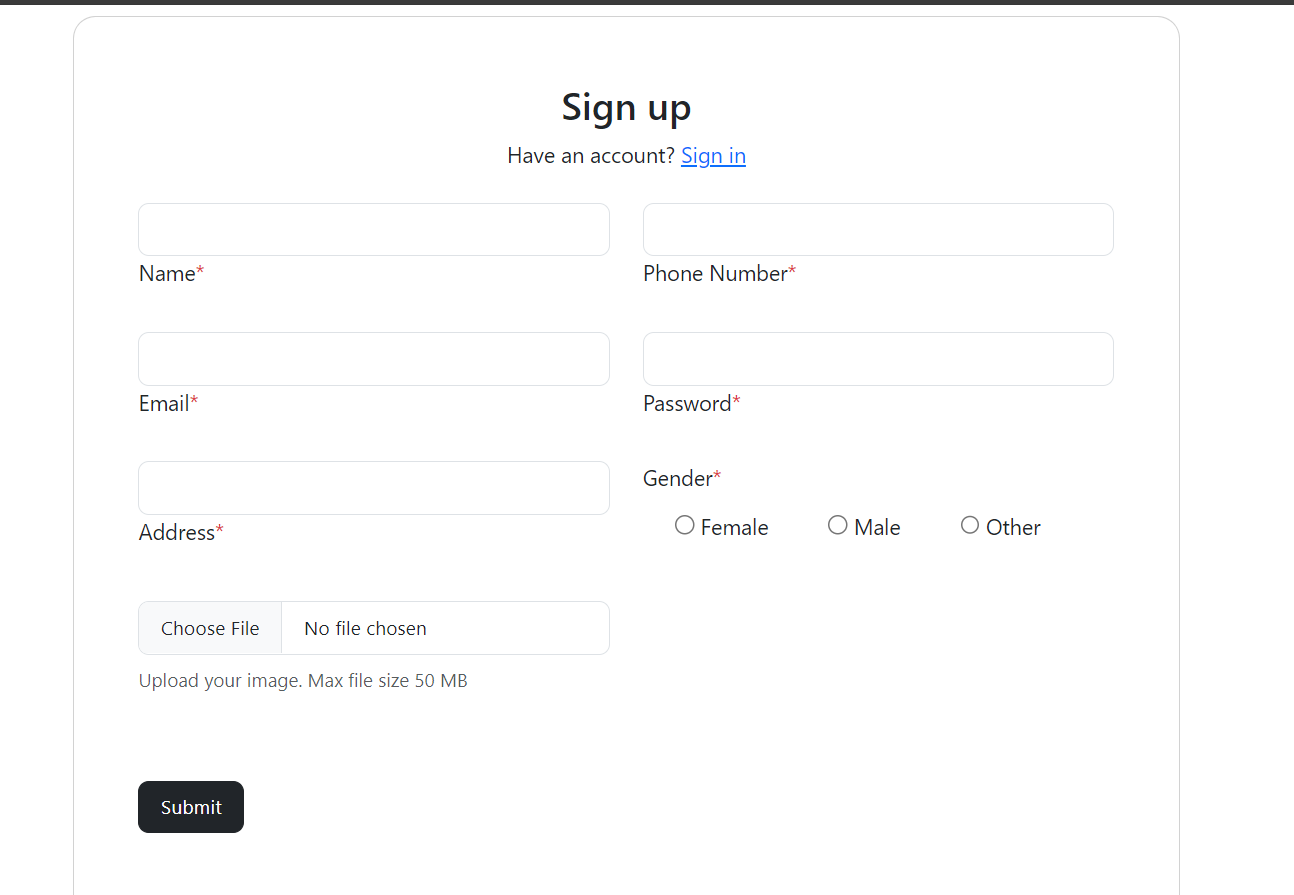 Sign up
Have an account? Sign in
Name*
Phone Number*
Email*
Password*
Address*
Gender*
Female Male Other
Choose File No file chosen
Upload your image. Max file size 50 MB
Submit